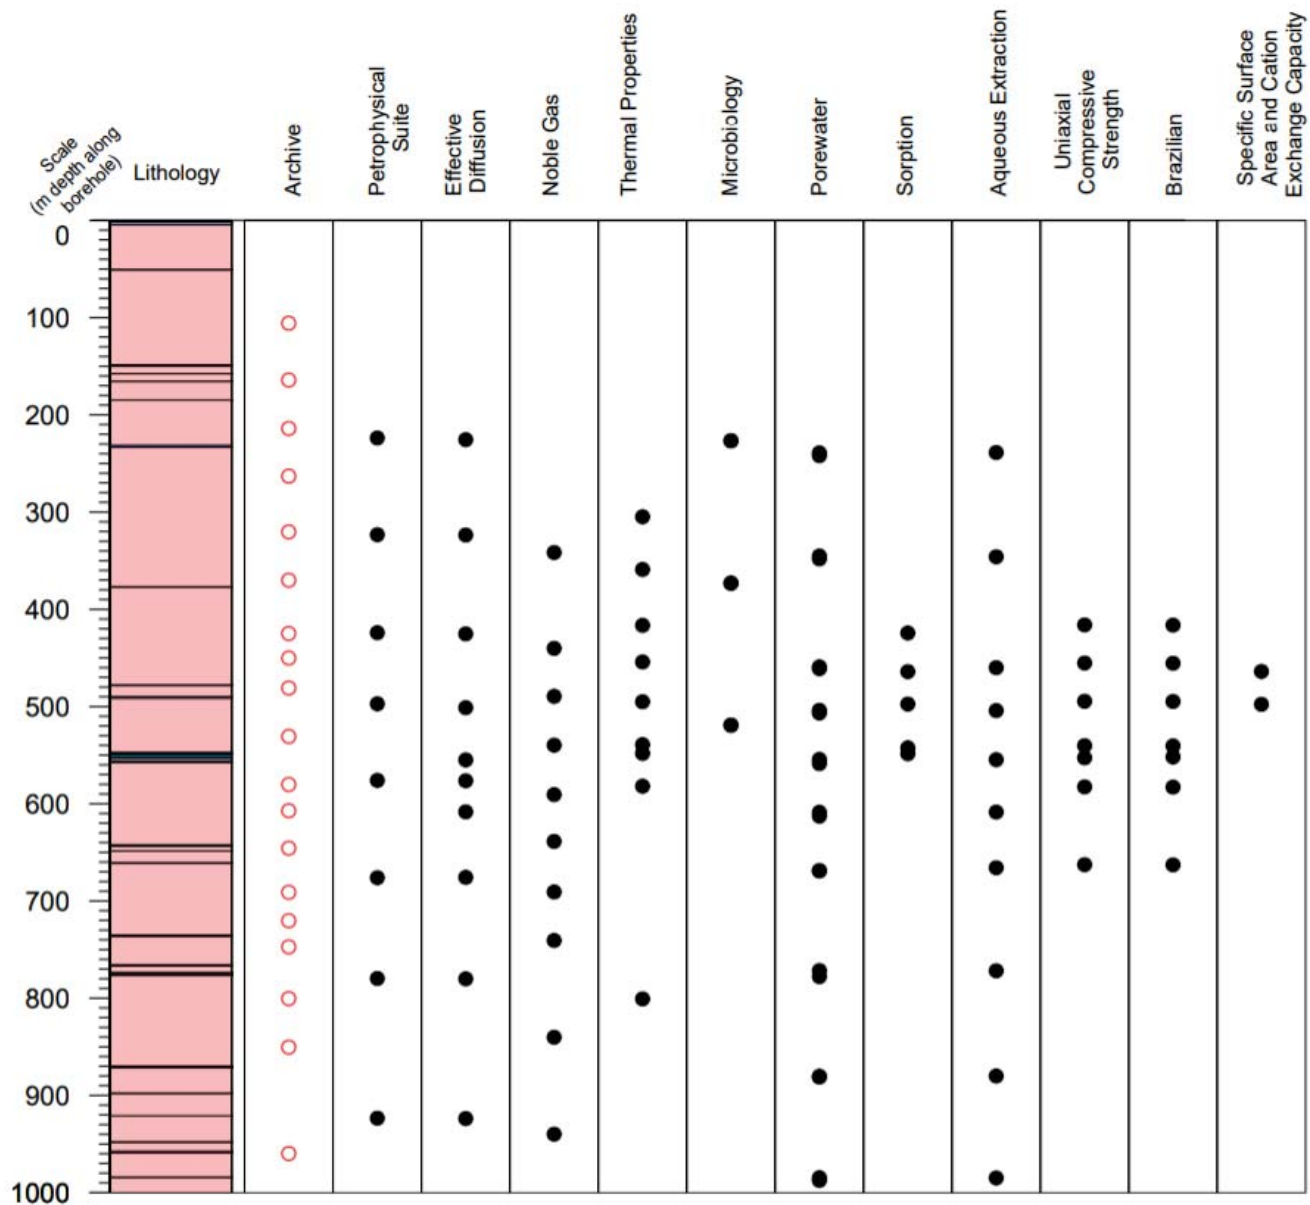 Scale
(m depth along
borehole)
Lithology
Archive
Petrophysical
Suite
Effective
Diffusion
Noble Gas
Thermal Properties
Microbiology
Porewater
Sorption
Aqueous Extraction
Uniaxial
Compressive
Strength
Brazilian
Specific Surface
Area and Cation
Exchange Capacity
0
100
200
300
400
500
600
700
800
900
1000